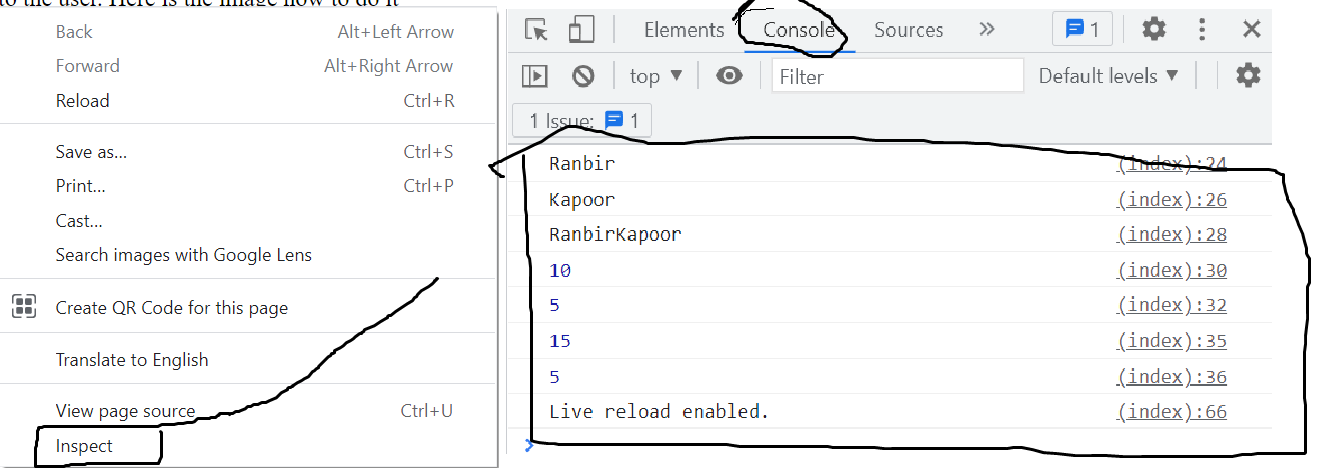 to the user. Here is the image how to do it
Back Alt+Left Arrow
Forward Alt+Right Arrow
Reload Ctrl+R
Save as... Ctrl+S
Print... Ctrl+P
Cast...
Search images with Google Lens
Create QR Code for this page
Translate to English
View page source Ctrl+U
Inspect
Elements Console Sources » 1
top ▼ Filter Default levels ▼
1 Issue: 1
Ranbir (index):24
Kapoor (index):26
RanbirKapoor (index):28
10 (index):30
5 (index):32
15 (index):35
5 (index):36
Live reload enabled. (index):66